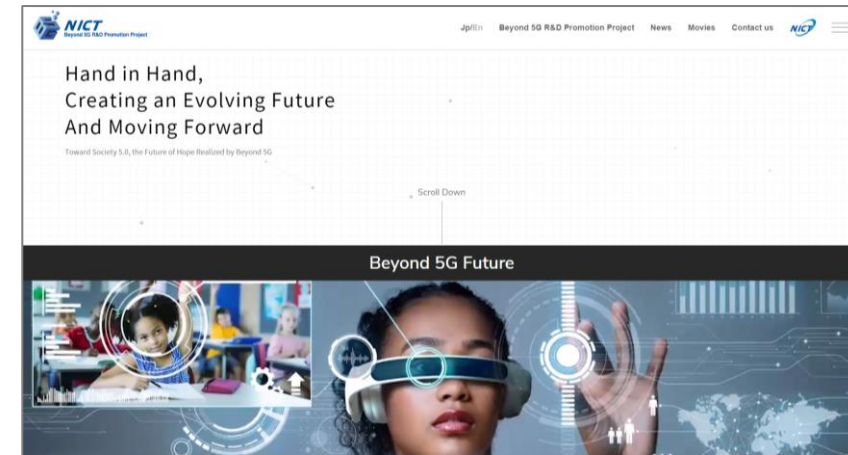 NICT
Beyond 5G R&D Promotion Project
Jp/En Beyond 5G R&D Promotion Project News Movies Contact us NICT
Hand in Hand,
Creating an Evolving Future
And Moving Forward
Toward Society 5.0, the Future of Hope Realized by Beyond 5G
Scroll Down
Beyond 5G Future